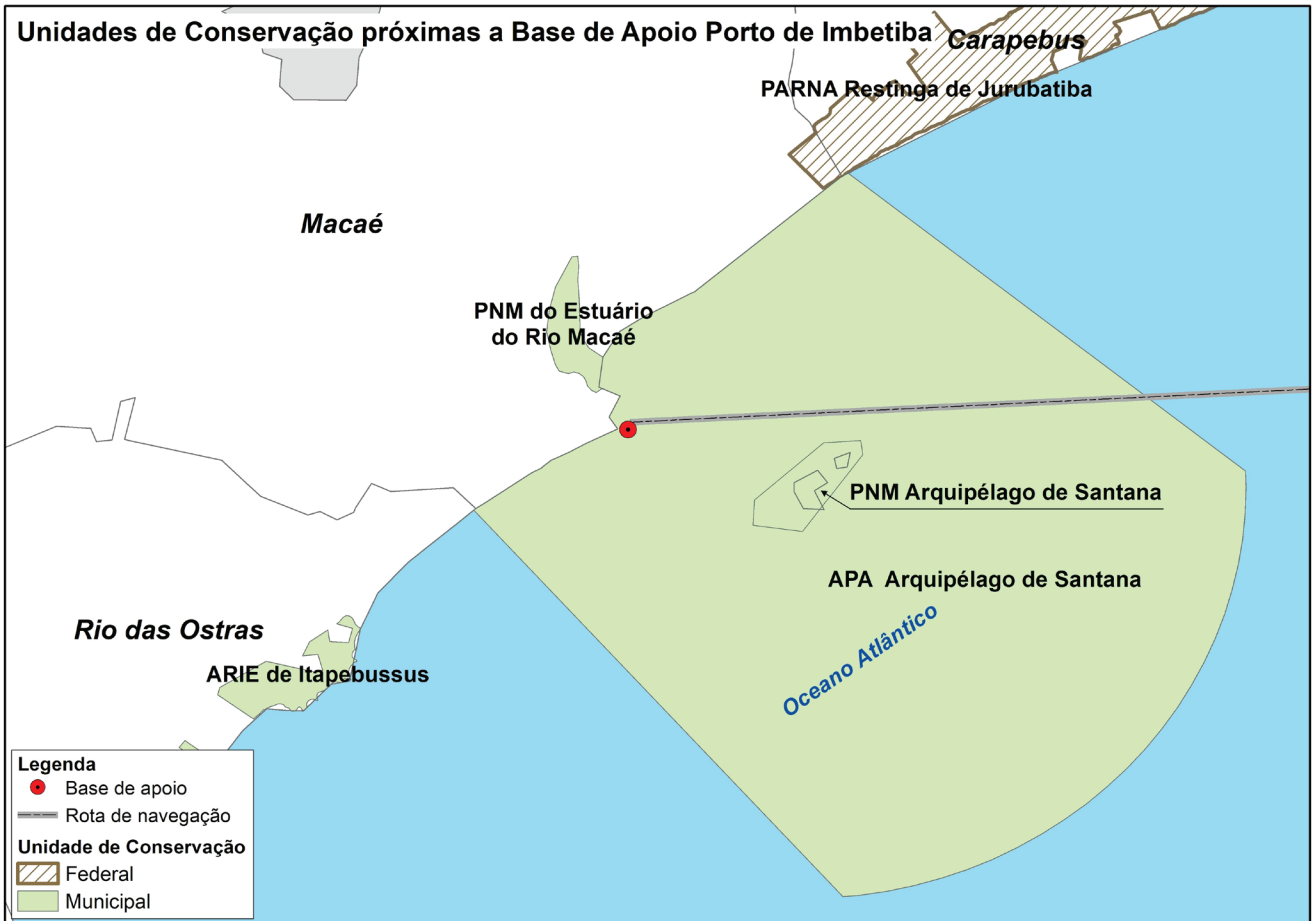 Unidades de Conservação próximas a Base de Apoio Porto de Imbetiba
Carapebus
PARNA Restinga de Jurubatiba
Macaé
PNM do Estuário
do Rio Macaé
PNM Arquipélago de Santana
APA Arquipélago de Santana
Oceano Atlântico
Rio das Ostras
ARIE de Itapebussus
Legenda
Base de apoio
Rota de navegação
Unidade de Conservação
Federal
Municipal